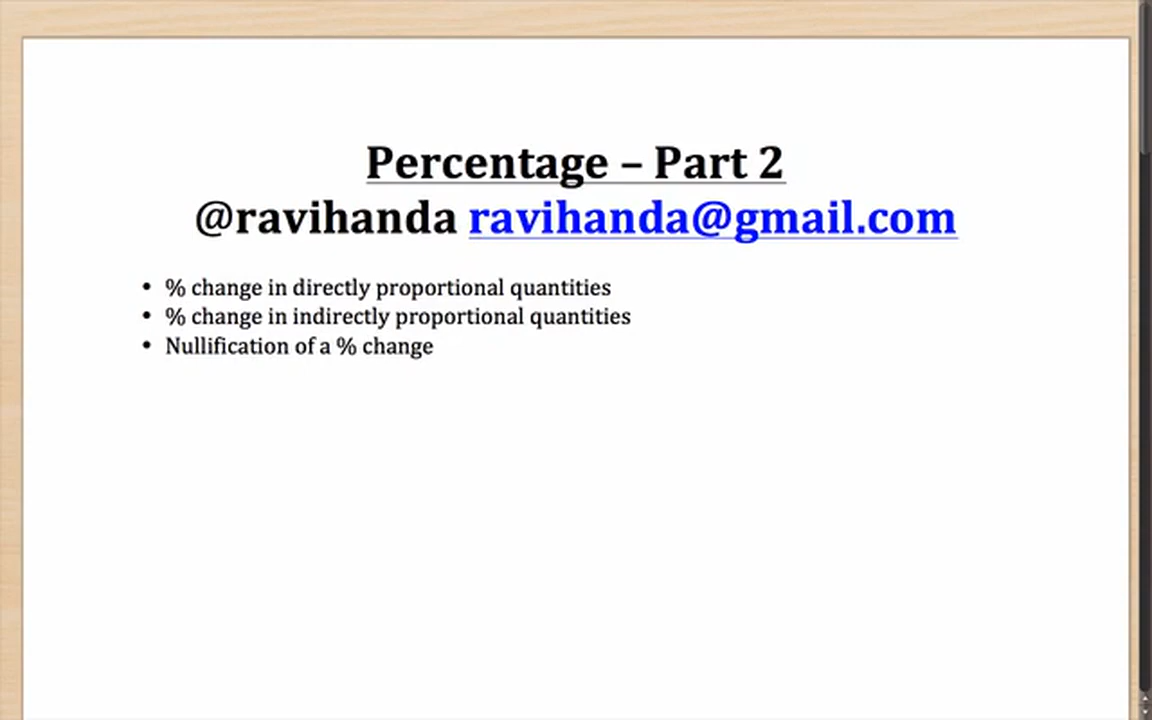 Percentage – Part 2
@ravihanda ravihanda@gmail.com
• % change in directly proportional quantities
• % change in indirectly proportional quantities
• Nullification of a % change